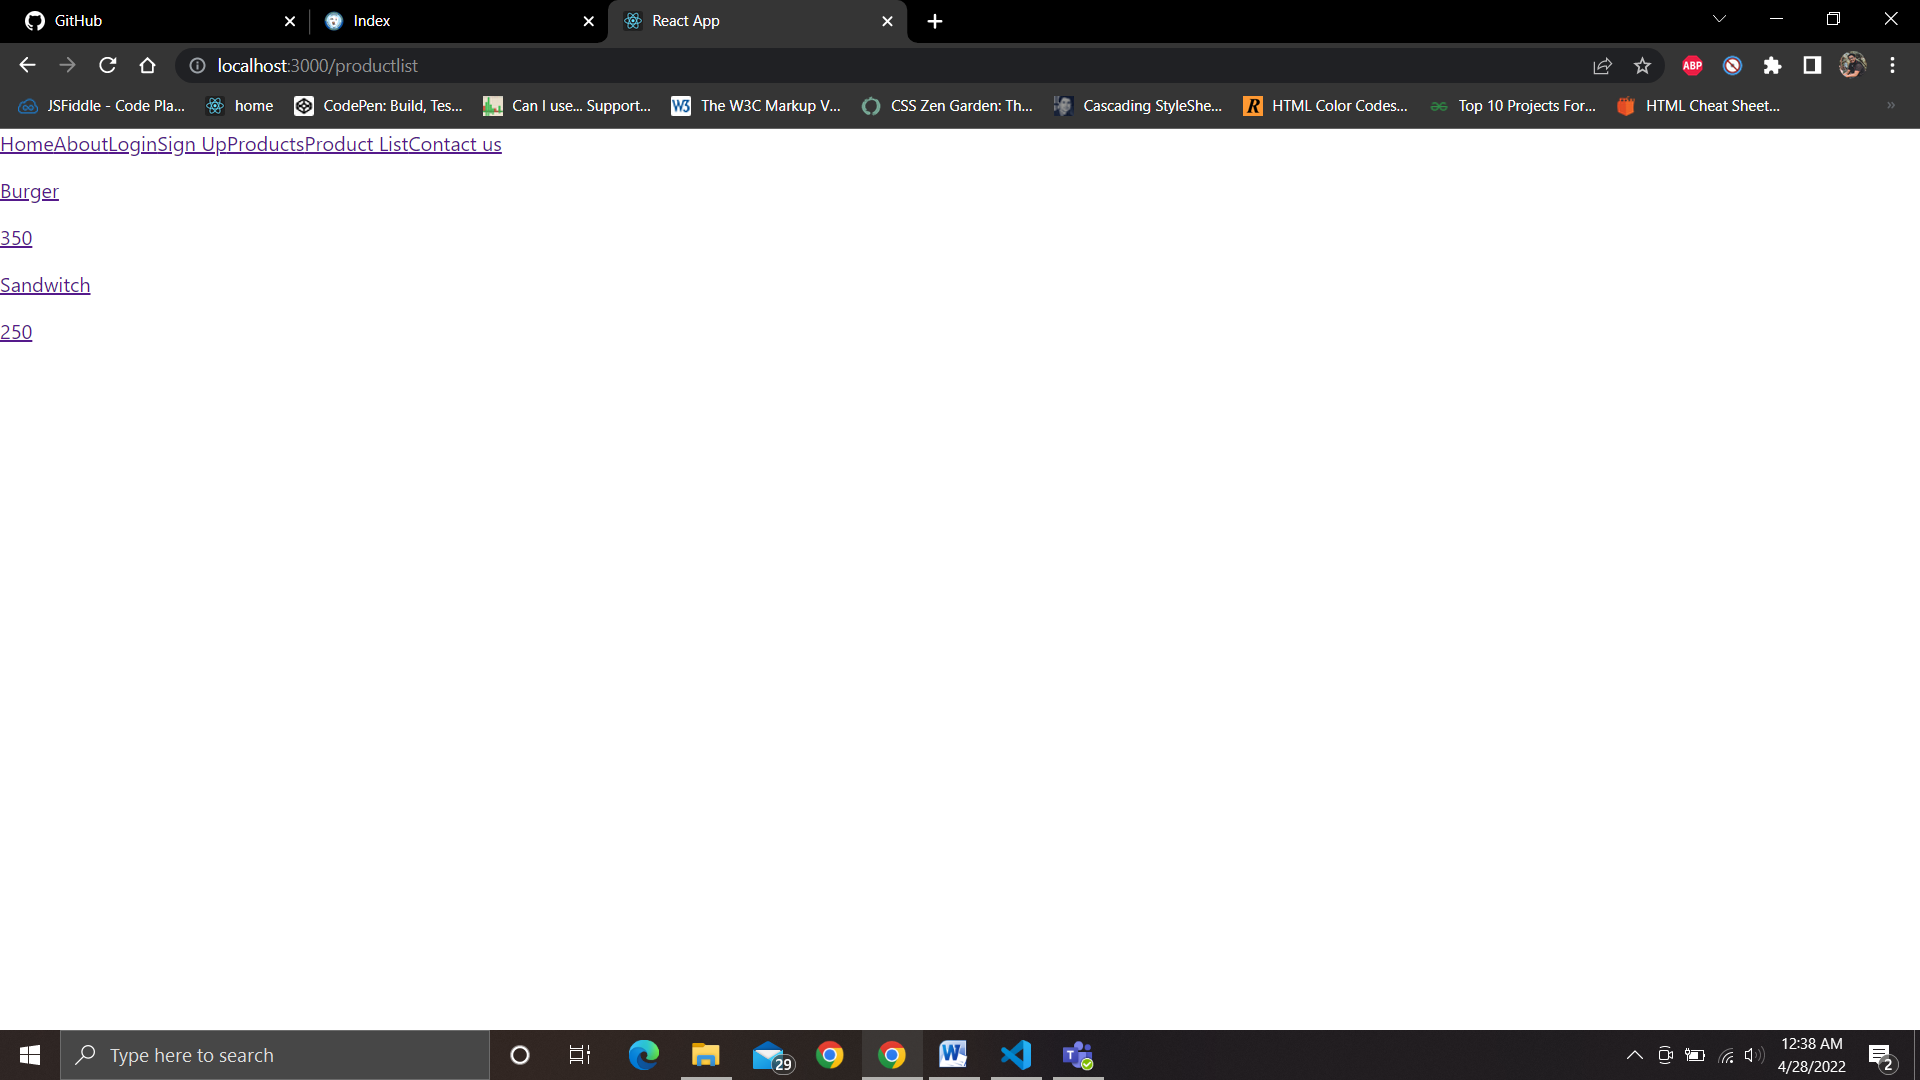 GitHub Index React App
localhost:3000/productlist ABP
JSFiddle - Code Pla... home CodePen: Build, Tes... Can I use... Support... W3 The W3C Markup V... CSS Zen Garden: Th... Cascading StyleShe... R HTML Color Codes... Top 10 Projects For... HTML Cheat Sheet... »
HomeAboutLoginSign UpProductsProduct ListContact us
Burger
350
Sandwitch
250
Type here to search 29 W T 12:38 AM
4/28/2022 2